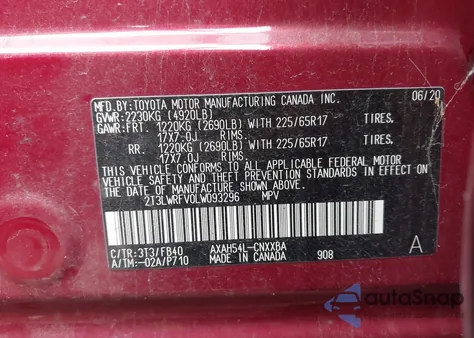 MFD.BY:TOYOTA MOTOR MANUFACTURING CANADA INC. 06/20
GVWR:2230KG (4920LB)
GAWR:FRT. 1220KG (2690LB) WITH 225/65R17 TIRES,
17X7.0J RIMS.
RR. 1220KG (2690LB) WITH 225/65R17 TIRES,
17X7.0J RIMS.
THIS VEHICLE CONFORMS TO ALL APPLICABLE FEDERAL MOTOR
VEHICLE SAFETY AND THEFT PREVENTION STANDARDS IN EFFECT
ON THE DATE OF MANUFACTURE SHOWN ABOVE.
2T3LWRFV0LW093296 MPV
C/TR:3T3/FB40 AXAH54L-CNXXBA
A/TM:-02A/P710 MADE IN CANADA 908 A
AutoSnap